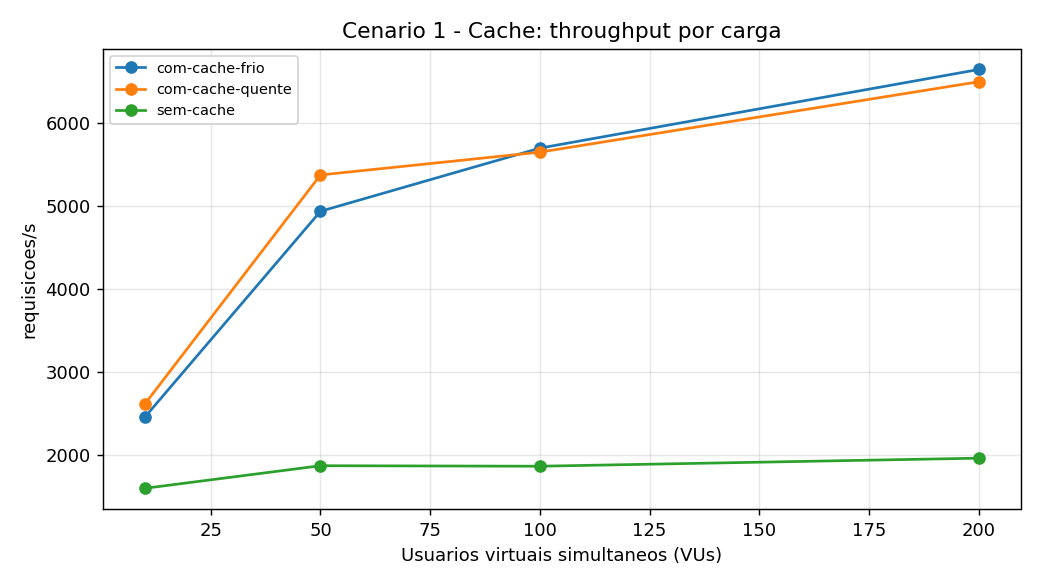 Cenario 1 - Cache: throughput por carga
com-cache-frio
com-cache-quente
sem-cache
requisicoes/s
6000
5000
4000
3000
2000
25 50 75 100 125 150 175 200
Usuarios virtuais simultaneos (VUs)